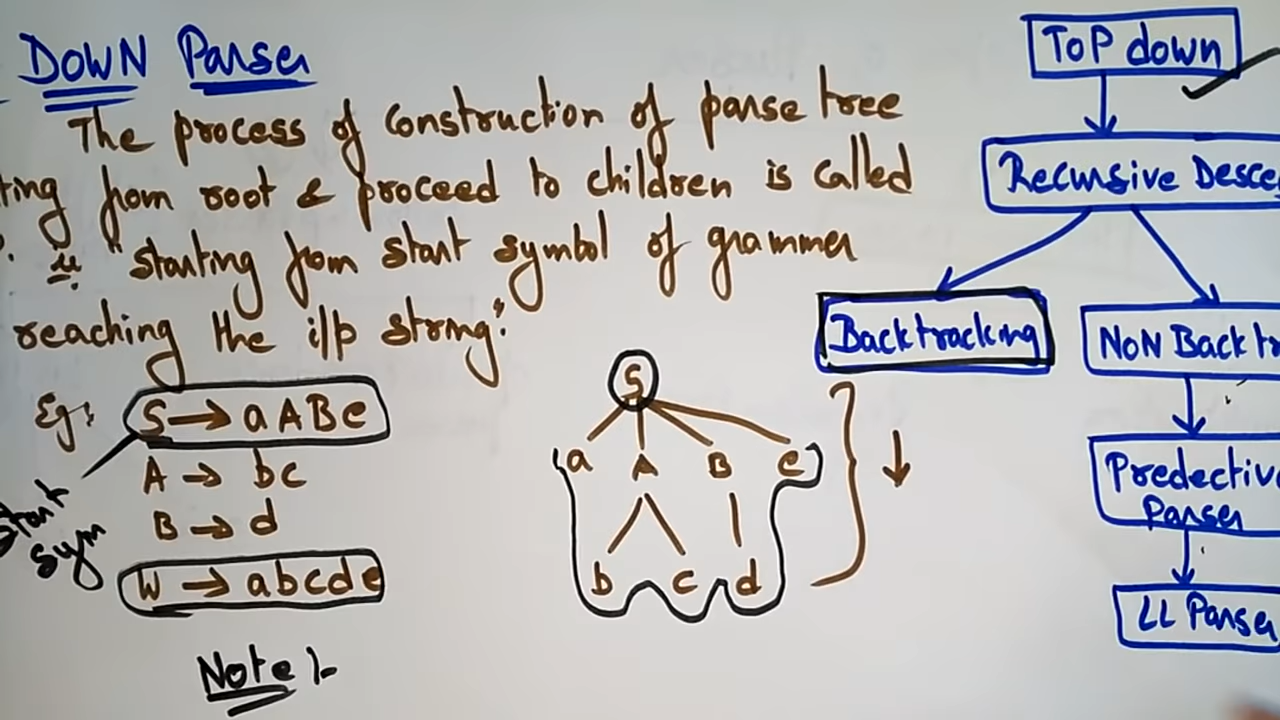 DOWN Parser
The process of construction of parse tree
ting from root & proceed to children is called
ie "starting from start symbol of grammer
reaching the i/p string".
Eg:
S → aABe
A → bc
B → d
W → abcde
Start
sym
Note :-
S
a A B e
b c d
Top down
Recursive Desce
Backtracking
Non Backtr
Predective
Parser
LL Parser